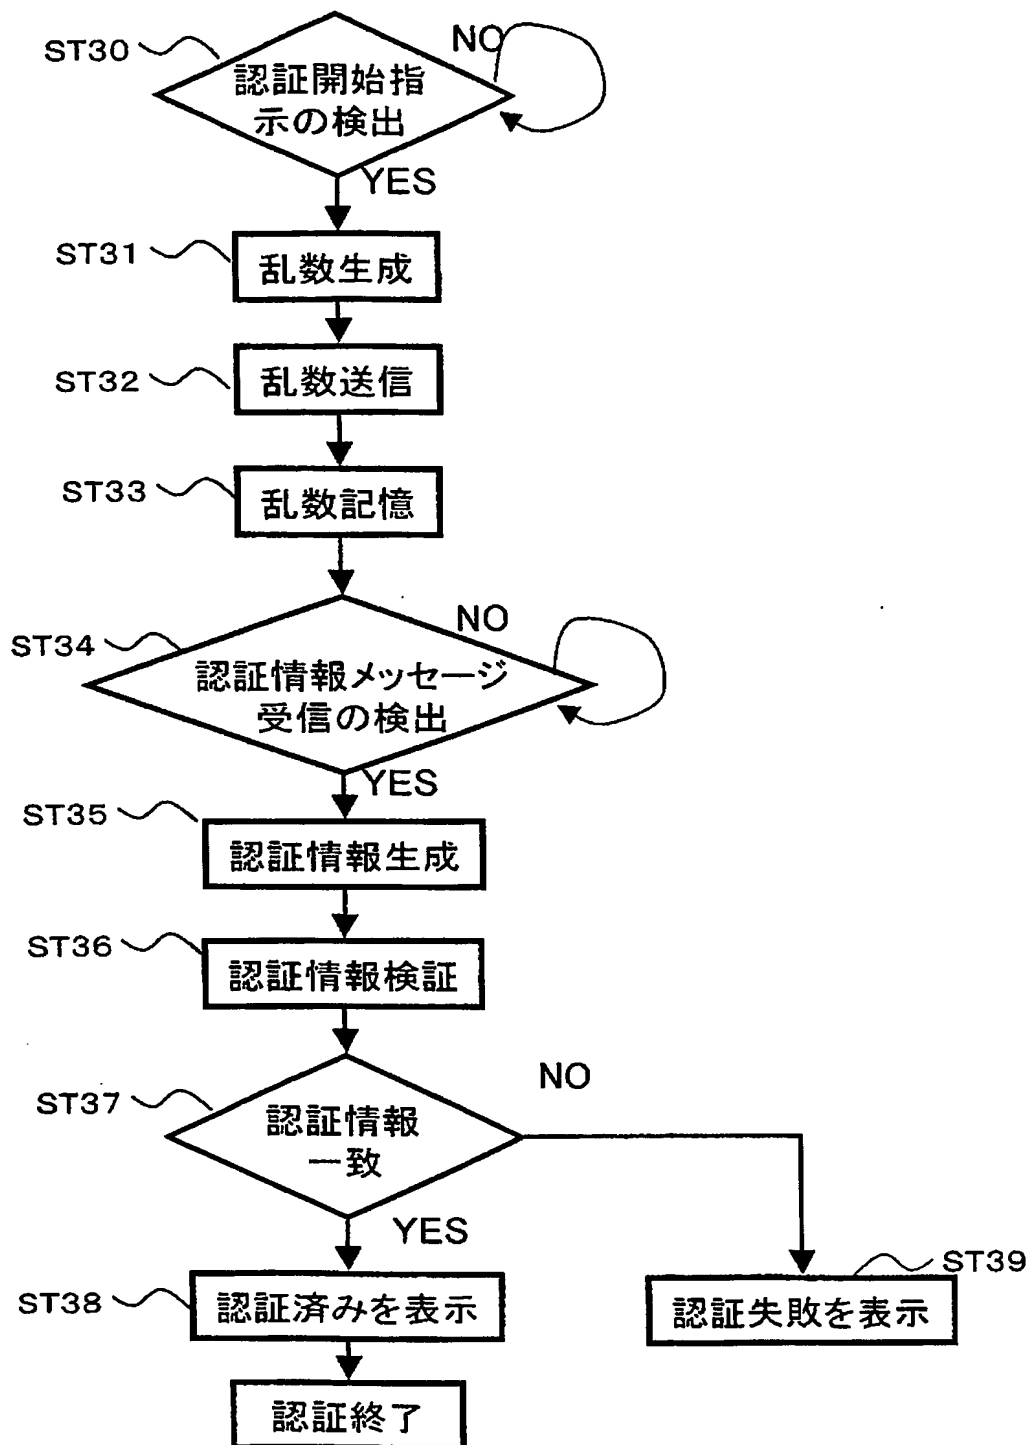 ST30
NO
認証開始指
示の検出
YES
ST31
乱数生成
ST32
乱数送信
ST33
乱数記憶
NO
ST34
認証情報メッセージ
受信の検出
YES
ST35
認証情報生成
ST36
認証情報検証
NO
ST37
認証情報
一致
YES
ST39
ST38
認証済みを表示
認証失敗を表示
認証終了